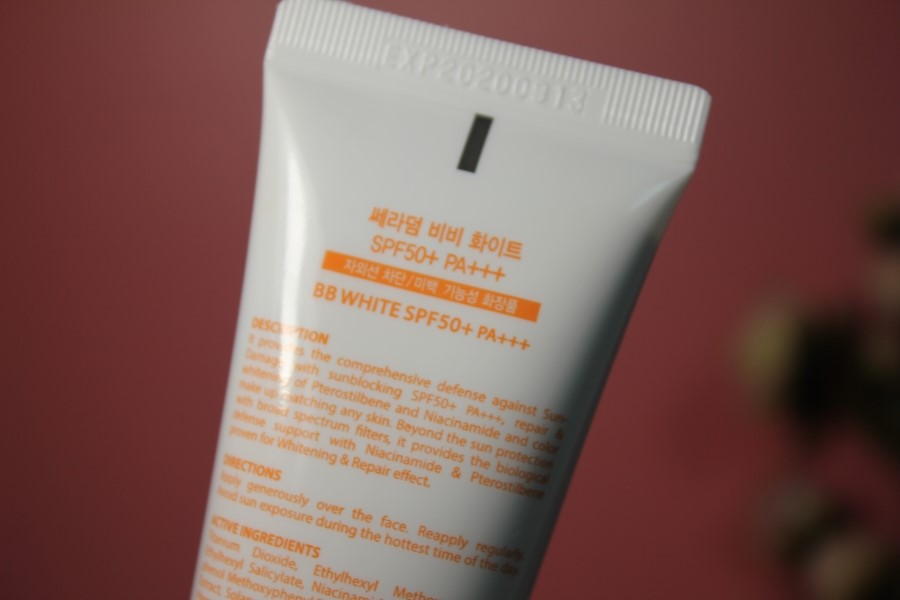 EXP20200313
쎄라덤 비비 화이트
SPF50+ PA+++
자외선 차단/미백 기능성 화장품
BB WHITE SPF50+ PA+++
DESCRIPTION
It provides the comprehensive defense against Sun-
Damage with sunblocking SPF50+ PA+++, repair &
whitening of Pterostilbene and Niacinamide and color
make up matching any skin. Beyond the sun protection
with broad spectrum filters, it provides the biological
defense support with Niacinamide & Pterostilbene
proven for Whitening & Repair effect.
DIRECTIONS
Apply generously over the face. Reapply regularly,
avoid sun exposure during the hottest time of the day.
ACTIVE INGREDIENTS
Titanium Dioxide, Ethylhexyl
Ethylhexyl Salicylate,